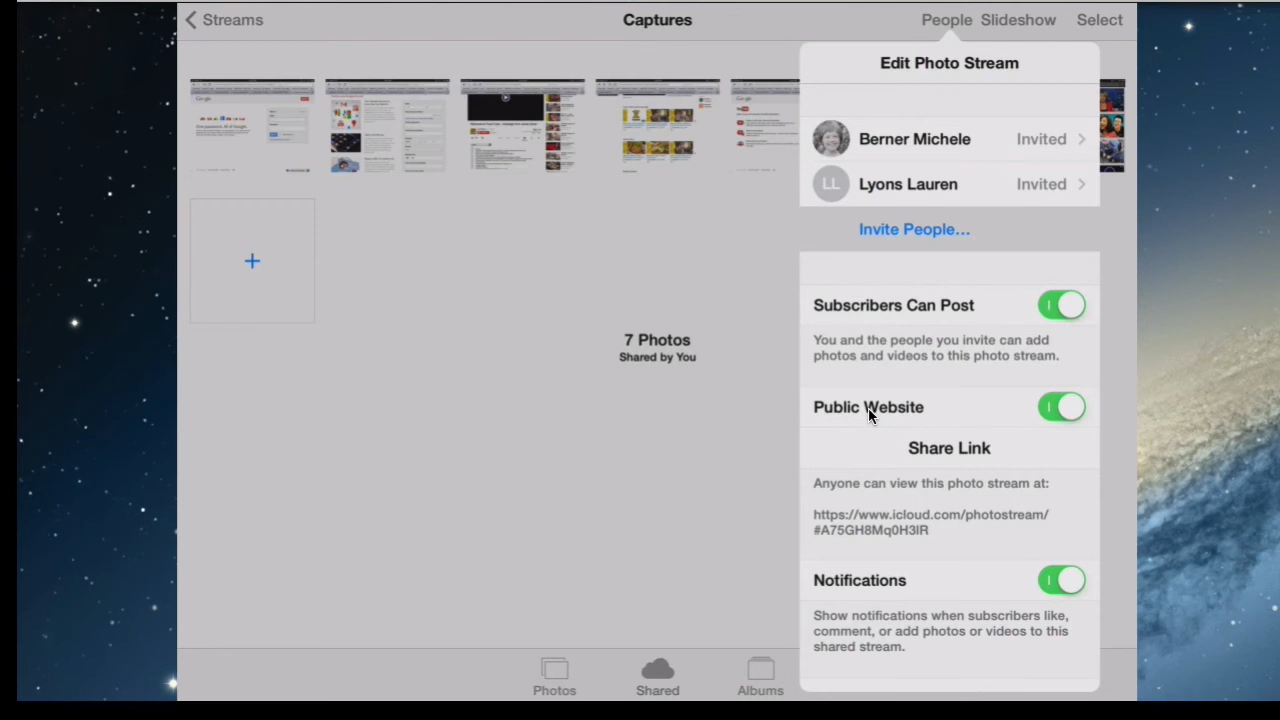 Streams
Captures
People
Slideshow
Select
Edit Photo Stream
Google
Berner Michele
Invited
LL
Lyons Lauren
Invited
Invite People...
+
7 Photos
Shared by You
Subscribers Can Post
You and the people you invite can add
photos and videos to this photo stream.
Public Website
Share Link
Anyone can view this photo stream at:
https://www.icloud.com/photostream/
#A75GH8Mq0H3lR
Notifications
Show notifications when subscribers like,
comment, or add photos or videos to this
shared stream.
Photos
Shared
Albums